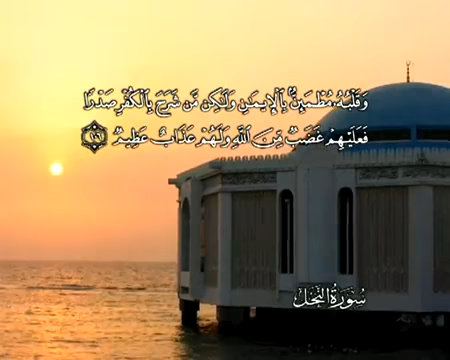 وَقَلْبُهُۥ مُطْمَئِنٌّۢ بِٱلْإِيمَـٰنِ وَلَـٰكِن مَّن شَرَحَ بِٱلْكُفْرِ صَدْرًا
فَعَلَيْهِمْ غَضَبٌ مِّنَ ٱللَّهِ وَلَهُمْ عَذَابٌ عَظِيمٌ ١٠٦
سُورَةُ النَّحْل